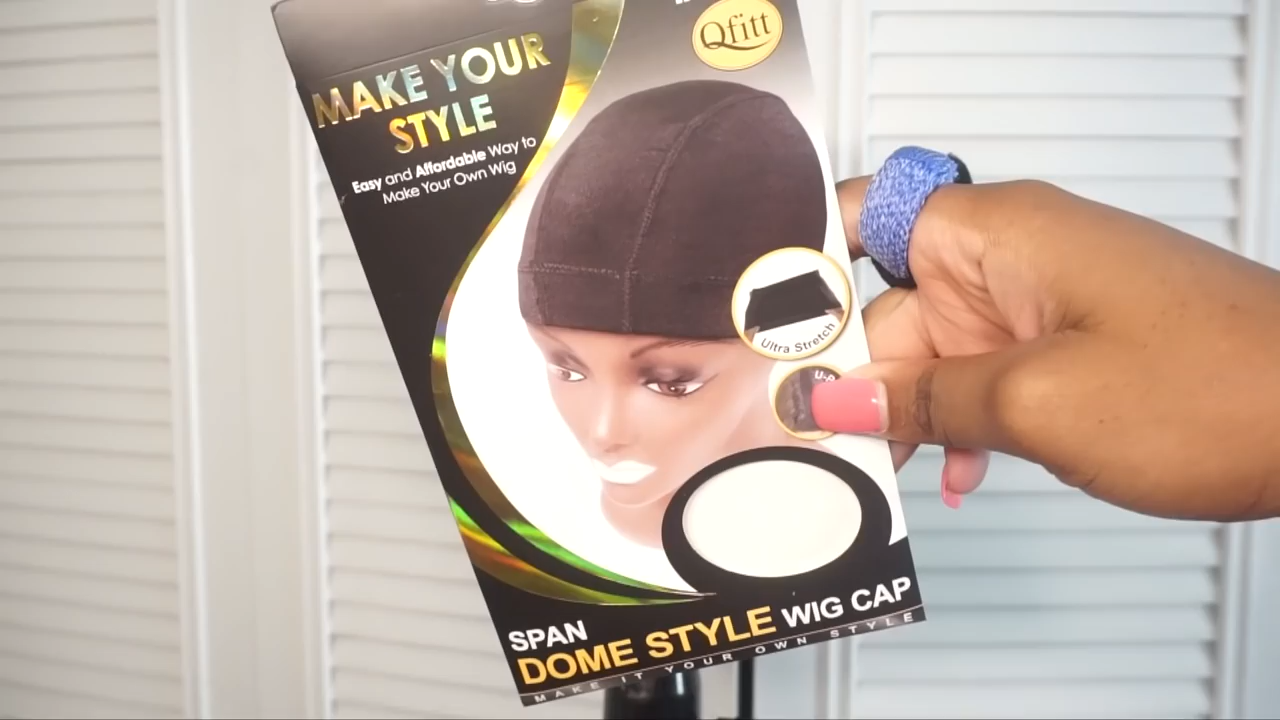 Qfitt
MAKE YOUR
STYLE
Easy and Affordable Way to
Make Your Own Wig
Ultra Stretch
SPAN
DOME STYLE WIG CAP
MAKE IT YOUR OWN STYLE